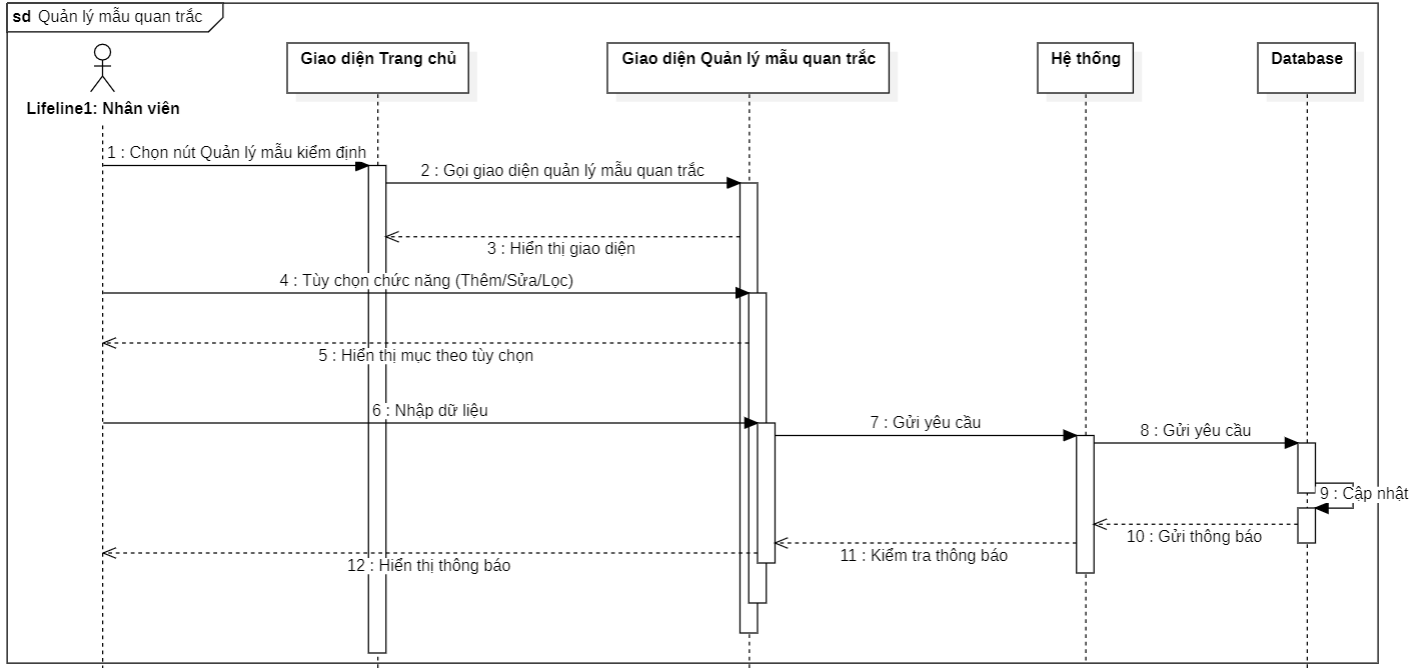 sd Quản lý mẫu quan trắc
Lifeline1: Nhân viên
Giao diện Trang chủ
Giao diện Quản lý mẫu quan trắc
Hệ thống
Database
1 : Chọn nút Quản lý mẫu kiểm định
2 : Gọi giao diện quản lý mẫu quan trắc
3 : Hiển thị giao diện
4 : Tùy chọn chức năng (Thêm/Sửa/Lọc)
5 : Hiển thị mục theo tùy chọn
6 : Nhập dữ liệu
7 : Gửi yêu cầu
8 : Gửi yêu cầu
9 : Cập nhật
10 : Gửi thông báo
11 : Kiểm tra thông báo
12 : Hiển thị thông báo